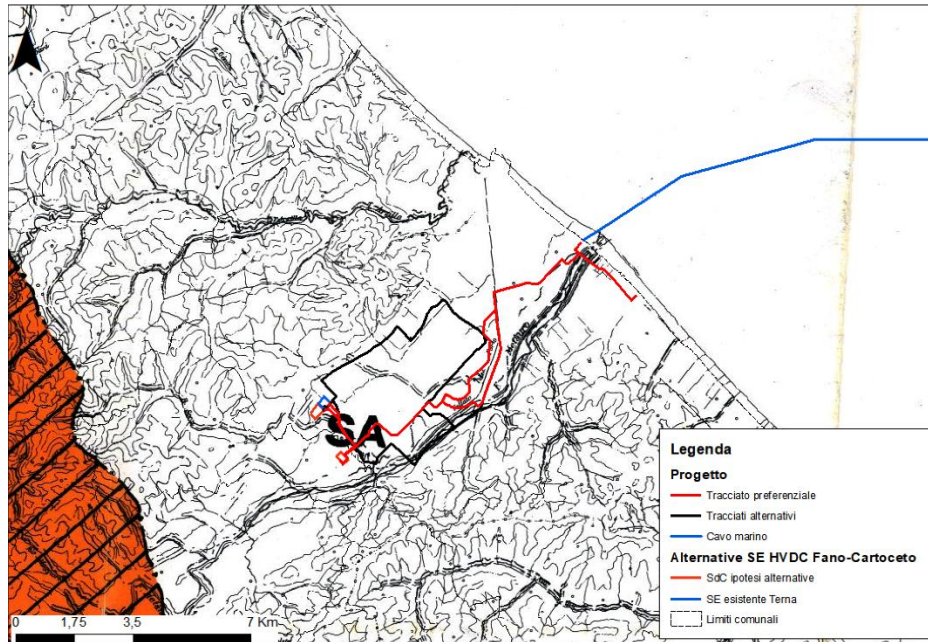 SA
Legenda
Progetto
Tracciato preferenziale
Tracciati alternativi
Cavo marino
Alternative SE HVDC Fano-Cartoceto
SdC ipotesi alternative
SE esistente Terna
Limiti comunali
0 1,75 3,5 7 Km